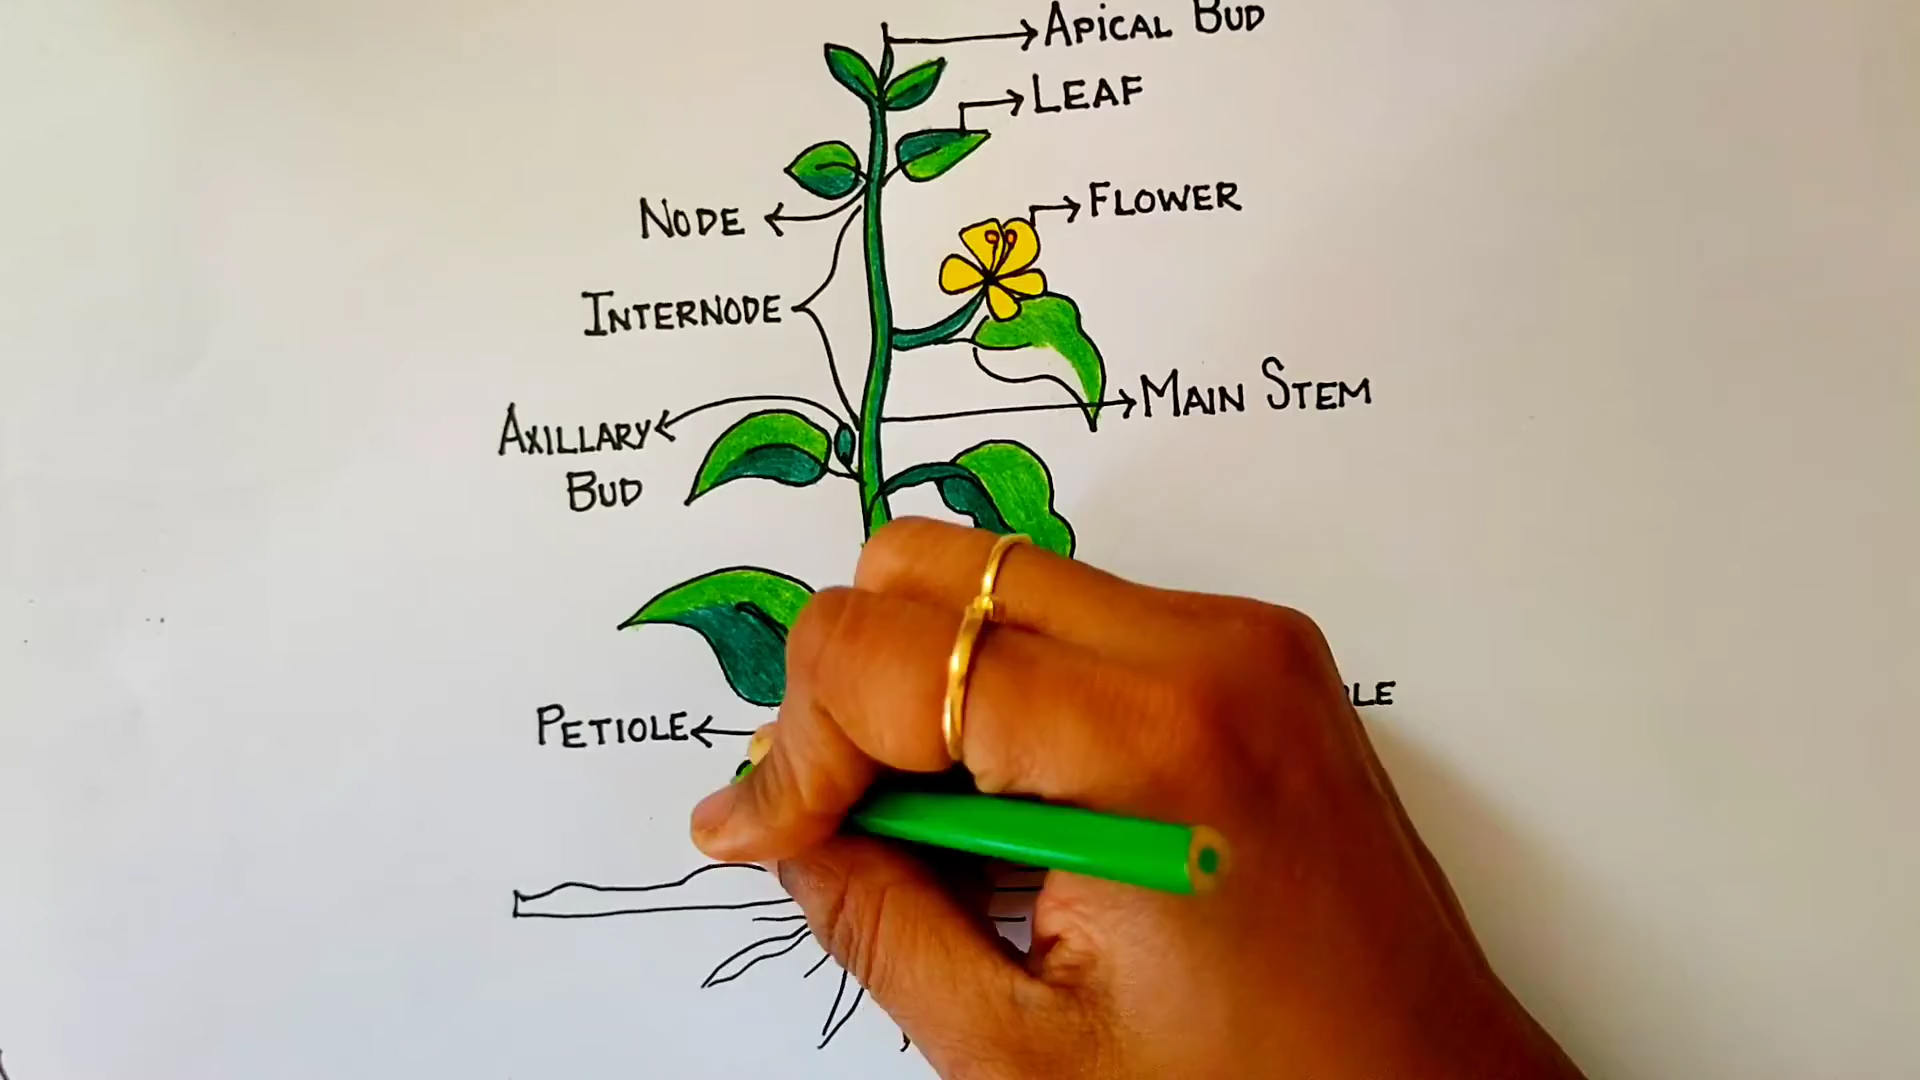 APICAL BUD
LEAF
FLOWER
NODE
INTERNODE
MAIN STEM
AXILLARY
BUD
PETIOLE